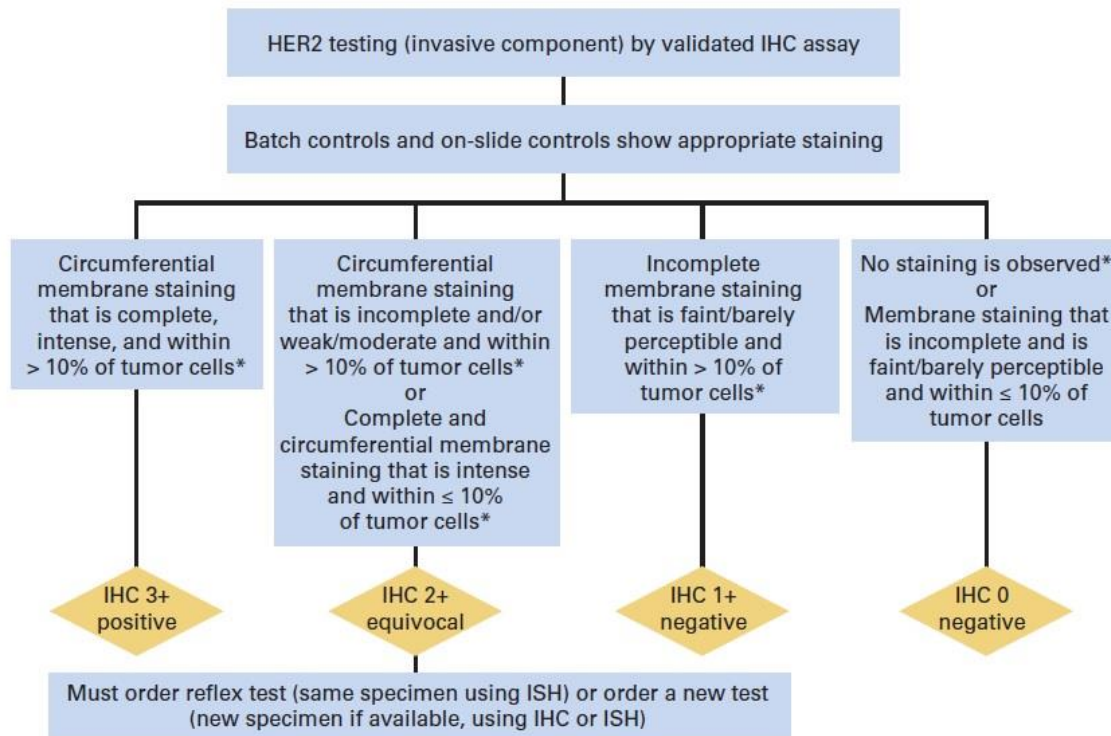 HER2 testing (invasive component) by validated IHC assay
Batch controls and on-slide controls show appropriate staining
Circumferential
membrane staining
that is complete,
intense, and within
> 10% of tumor cells*
Circumferential
membrane staining
that is incomplete and/or
weak/moderate and within
> 10% of tumor cells*
or
Complete and
circumferential membrane
staining that is intense
and within ≤ 10%
of tumor cells*
Incomplete
membrane staining
that is faint/barely
perceptible and
within > 10% of
tumor cells*
No staining is observed*
or
Membrane staining that
is incomplete and is
faint/barely perceptible
and within ≤ 10% of
tumor cells
IHC 3+
positive
IHC 2+
equivocal
IHC 1+
negative
IHC 0
negative
Must order reflex test (same specimen using ISH) or order a new test
(new specimen if available, using IHC or ISH)